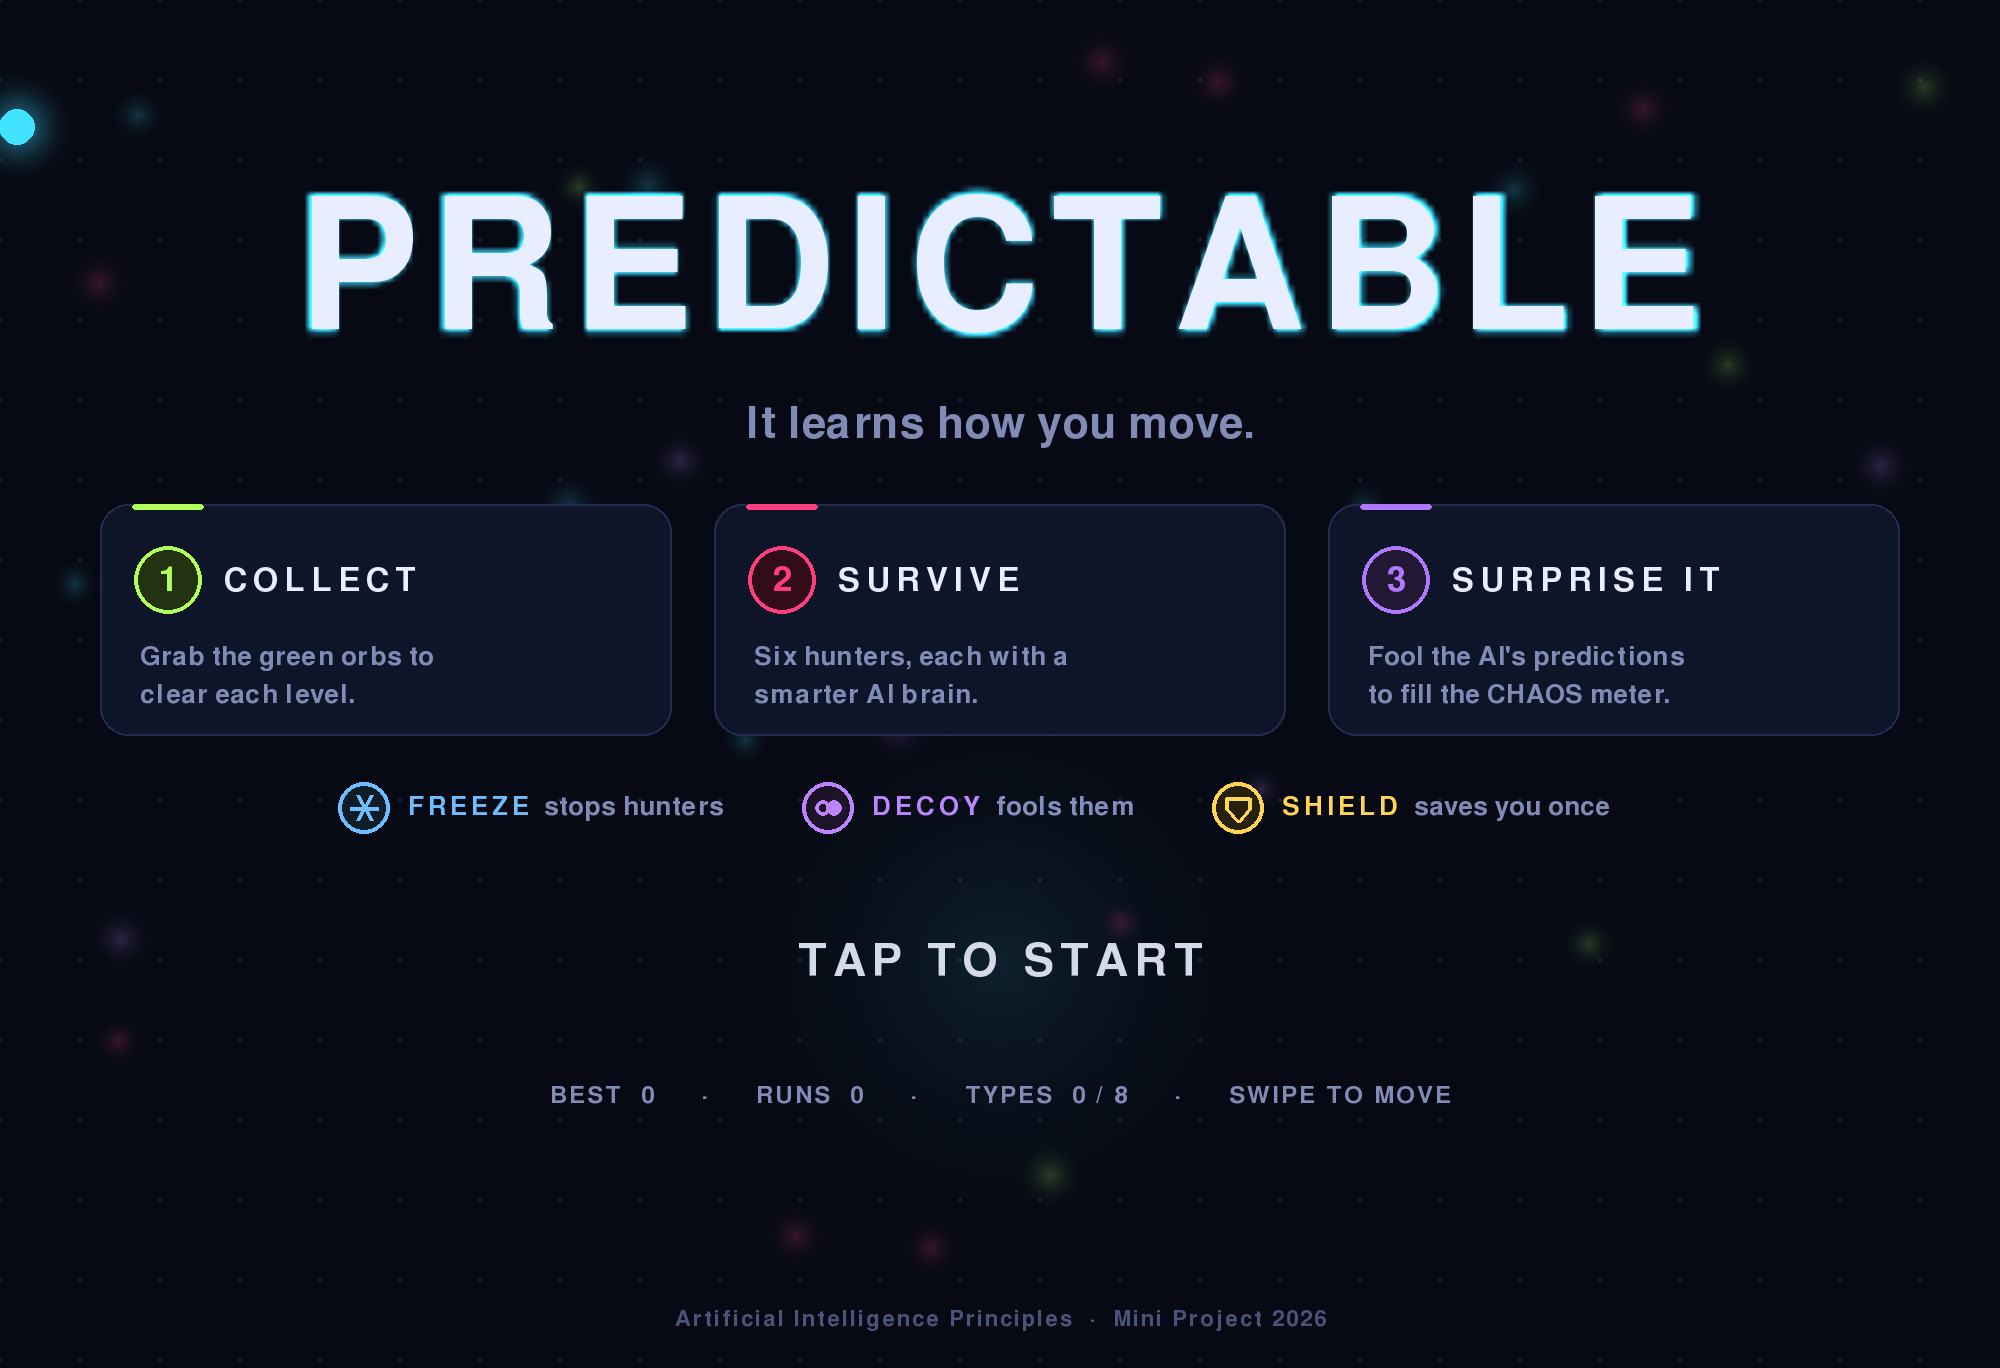 PREDICTABLE
It learns how you move.
1 COLLECT
Grab the green orbs to
clear each level.
2 SURVIVE
Six hunters, each with a
smarter AI brain.
3 SURPRISE IT
Fool the AI's predictions
to fill the CHAOS meter.
FREEZE stops hunters
DECOY fools them
SHIELD saves you once
TAP TO START
BEST 0 · RUNS 0 · TYPES 0 / 8 · SWIPE TO MOVE
Artificial Intelligence Principles · Mini Project 2026